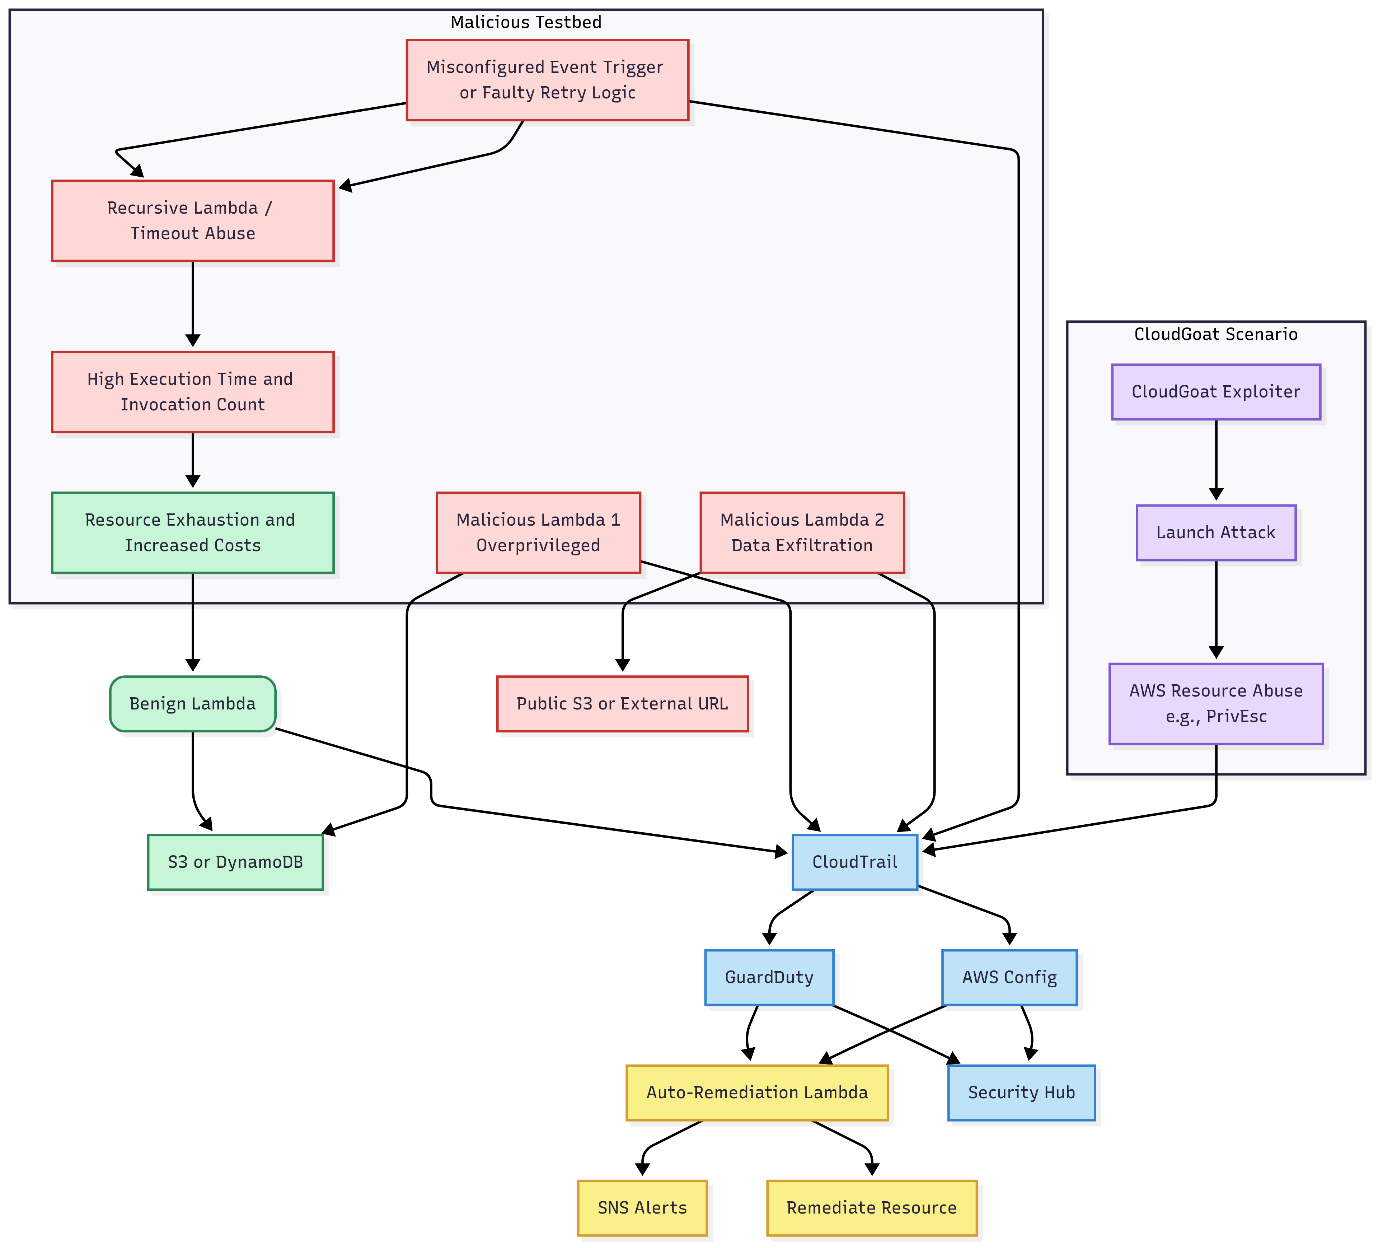 Malicious Testbed
Misconfigured Event Trigger
or Faulty Retry Logic
Recursive Lambda /
Timeout Abuse
High Execution Time and
Invocation Count
Resource Exhaustion and
Increased Costs
Malicious Lambda 1
Overprivileged
Malicious Lambda 2
Data Exfiltration
CloudGoat Scenario
CloudGoat Exploiter
Launch Attack
AWS Resource Abuse
e.g., PrivEsc
Benign Lambda
Public S3 or External URL
S3 or DynamoDB
CloudTrail
GuardDuty
AWS Config
Auto-Remediation Lambda
Security Hub
SNS Alerts
Remediate Resource